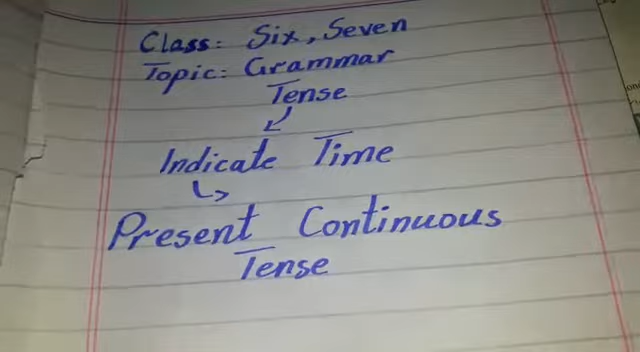 Class: Six, Seven
Topic: Grammar
Tense
Indicate Time
Present Continuous
Tense